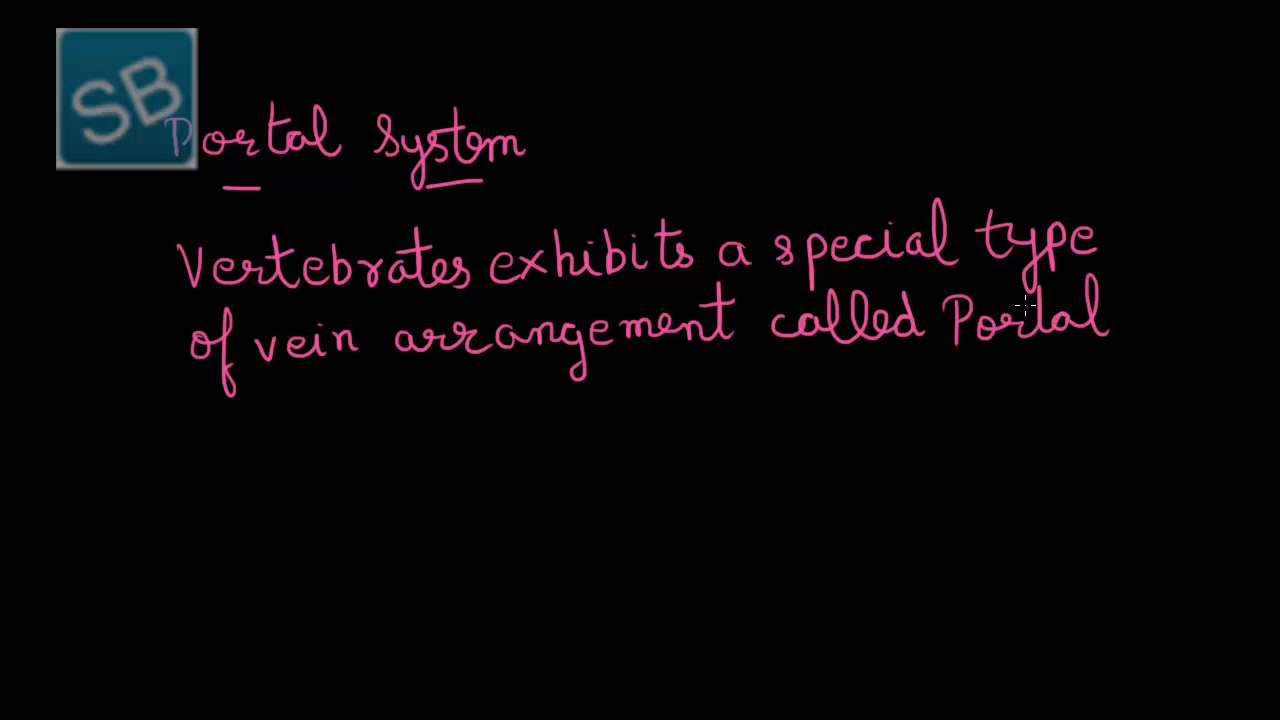 SB
Portal System
Vertebrates exhibits a special type
of vein arrangement called Portal